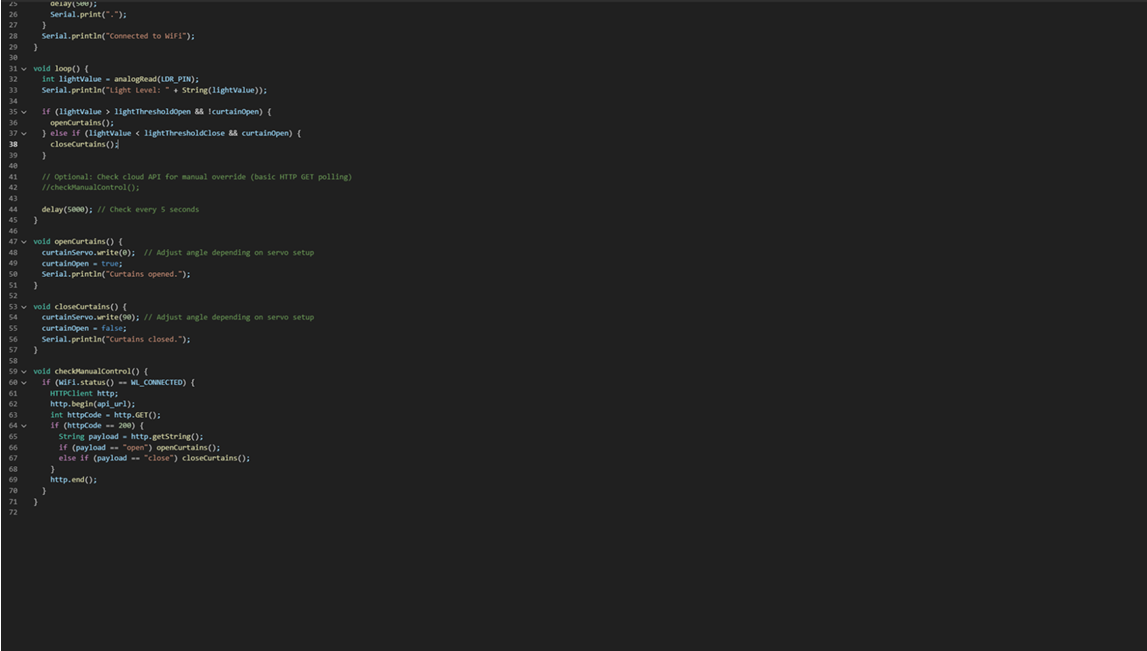 25 delay(500);
26 Serial.print(".");
27 }
28 Serial.println("Connected to WiFi");
29 }
30
31 void loop() {
32 int lightValue = analogRead(LDR_PIN);
33 Serial.println("Light Level: " + String(lightValue));
34
35 if (lightValue > lightThresholdOpen && !curtainOpen) {
36 openCurtains();
37 } else if (lightValue < lightThresholdClose && curtainOpen) {
38 closeCurtains();
39 }
40
41 // Optional: Check cloud API for manual override (basic HTTP GET polling)
42 //checkManualControl();
43
44 delay(5000); // Check every 5 seconds
45 }
46
47 void openCurtains() {
48 curtainServo.write(0); // Adjust angle depending on servo setup
49 curtainOpen = true;
50 Serial.println("Curtains opened.");
51 }
52
53 void closeCurtains() {
54 curtainServo.write(90); // Adjust angle depending on servo setup
55 curtainOpen = false;
56 Serial.println("Curtains closed.");
57 }
58
59 void checkManualControl() {
60 if (WiFi.status() == WL_CONNECTED) {
61 HTTPClient http;
62 http.begin(api_url);
63 int httpCode = http.GET();
64 if (httpCode == 200) {
65 String payload = http.getString();
66 if (payload == "open") openCurtains();
67 else if (payload == "close") closeCurtains();
68 }
69 http.end();
70 }
71 }
72